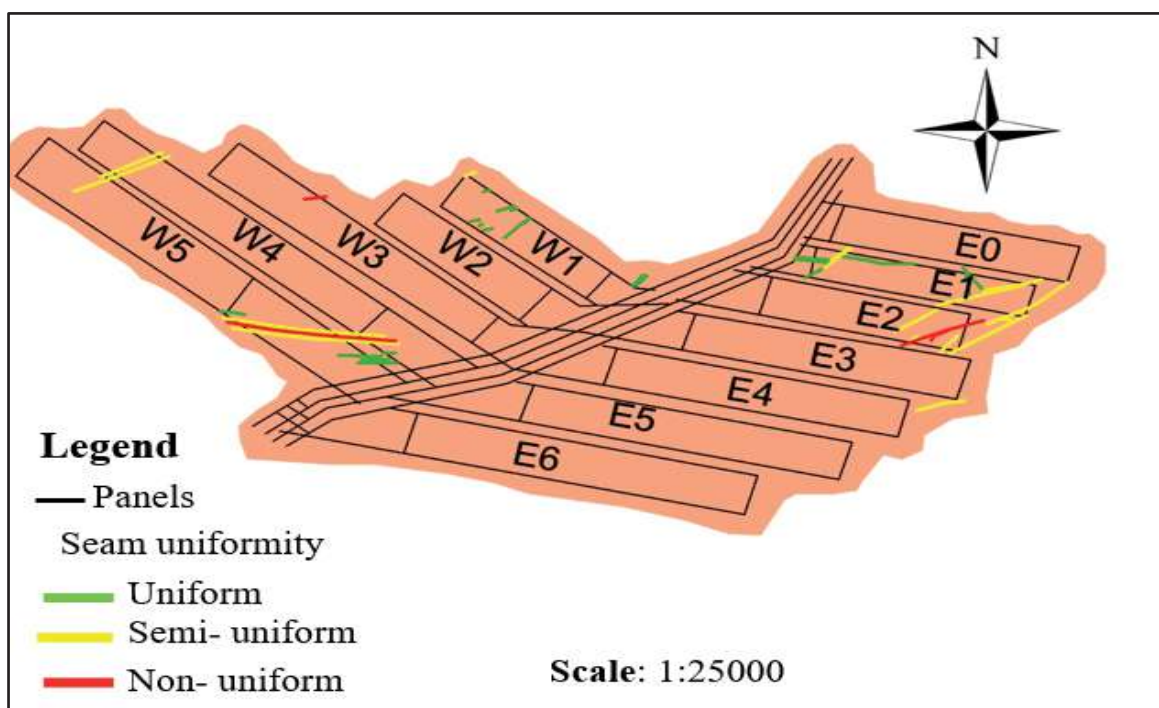 N
W5
W4
W3
W2
W1
E0
E1
E2
E3
E4
E5
E6
Legend
Panels
Seam uniformity
Uniform
Semi- uniform
Non- uniform
Scale: 1:25000